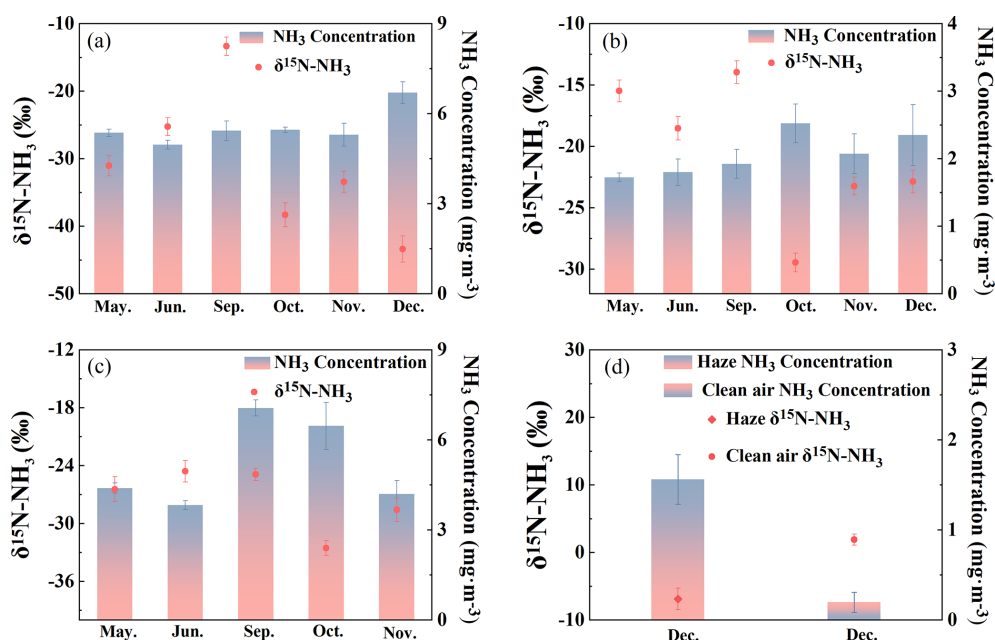 (a)
NH₃ Concentration
δ¹⁵N-NH₃
δ¹⁵N-NH₃ (‰)
-10
-20
-30
-40
-50
9
6
3
0
NH₃ Concentration (mg·m⁻³)
May. Jun. Sep. Oct. Nov. Dec.
(b)
NH₃ Concentration
δ¹⁵N-NH₃
δ¹⁵N-NH₃ (‰)
-10
-15
-20
-25
-30
4
3
2
1
0
NH₃ Concentration (mg·m⁻³)
May. Jun. Sep. Oct. Nov. Dec.
(c)
NH₃ Concentration
δ¹⁵N-NH₃
δ¹⁵N-NH₃ (‰)
-12
-18
-24
-30
-36
9
6
3
0
NH₃ Concentration (mg·m⁻³)
May. Jun. Sep. Oct. Nov.
(d)
Haze NH₃ Concentration
Clean air NH₃ Concentration
Haze δ¹⁵N-NH₃
Clean air δ¹⁵N-NH₃
δ¹⁵N-NH₃ (‰)
30
20
10
0
-10
3
2
1
0
NH₃ Concentration (mg·m⁻³)
Dec. Dec.